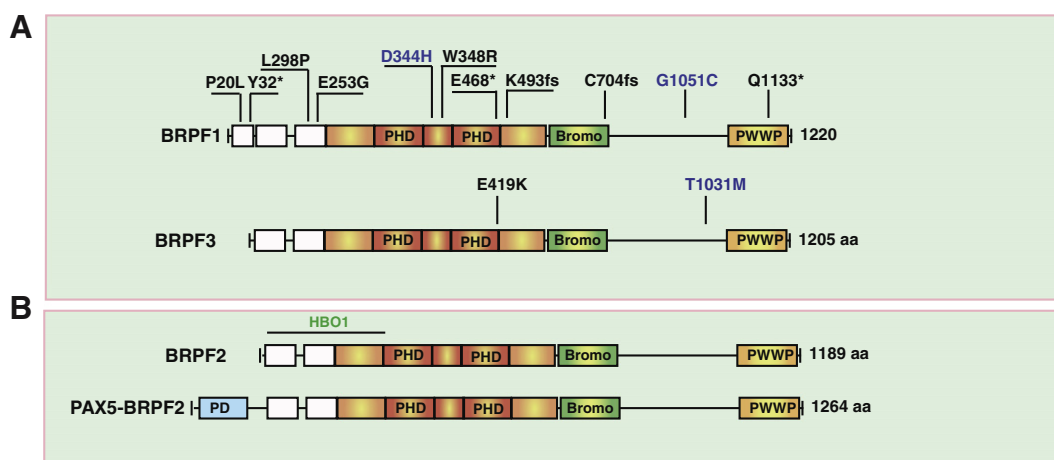 A
L298P D344H W348R
P20L Y32* E253G E468* K493fs C704fs G1051C Q1133*
BRPF1 PHD PHD Bromo PWWP 1220
E419K T1031M
BRPF3 PHD PHD Bromo PWWP 1205 aa
B
HBO1
BRPF2 PHD PHD Bromo PWWP 1189 aa
PAX5-BRPF2 PD PHD PHD Bromo PWWP 1264 aa